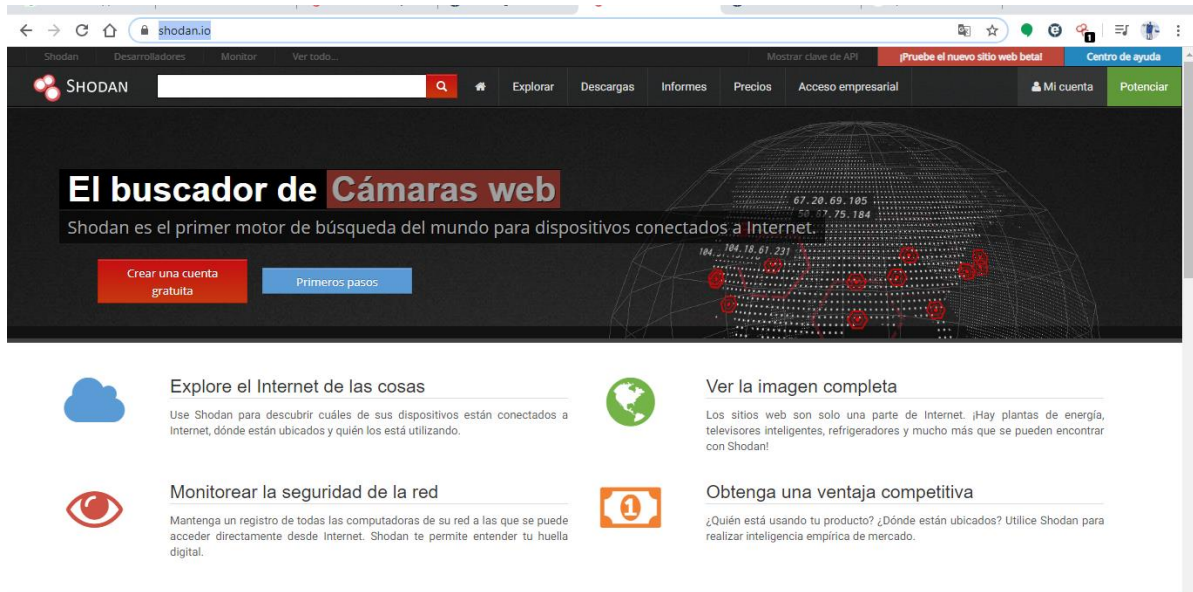 shodan.io
1
Shodan Desarrolladores Monitor Ver todo... Mostrar clave de API ¡Pruebe el nuevo sitio web beta! Centro de ayuda
SHODAN Explorar Descargas Informes Precios Acceso empresarial Mi cuenta Potenciar
El buscador de Cámaras web
Shodan es el primer motor de búsqueda del mundo para dispositivos conectados a Internet.
67.20.69.105
104.18.61.231
104.
Crear una cuenta
gratuita
Primeros pasos
Explore el Internet de las cosas
Use Shodan para descubrir cuáles de sus dispositivos están conectados a
Internet, dónde están ubicados y quién los está utilizando.
Ver la imagen completa
Los sitios web son solo una parte de Internet. ¡Hay plantas de energía,
televisores inteligentes, refrigeradores y mucho más que se pueden encontrar
con Shodan!
Monitorear la seguridad de la red
Mantenga un registro de todas las computadoras de su red a las que se puede
acceder directamente desde Internet. Shodan te permite entender tu huella
digital.
1
Obtenga una ventaja competitiva
¿Quién está usando tu producto? ¿Dónde están ubicados? Utilice Shodan para
realizar inteligencia empírica de mercado.